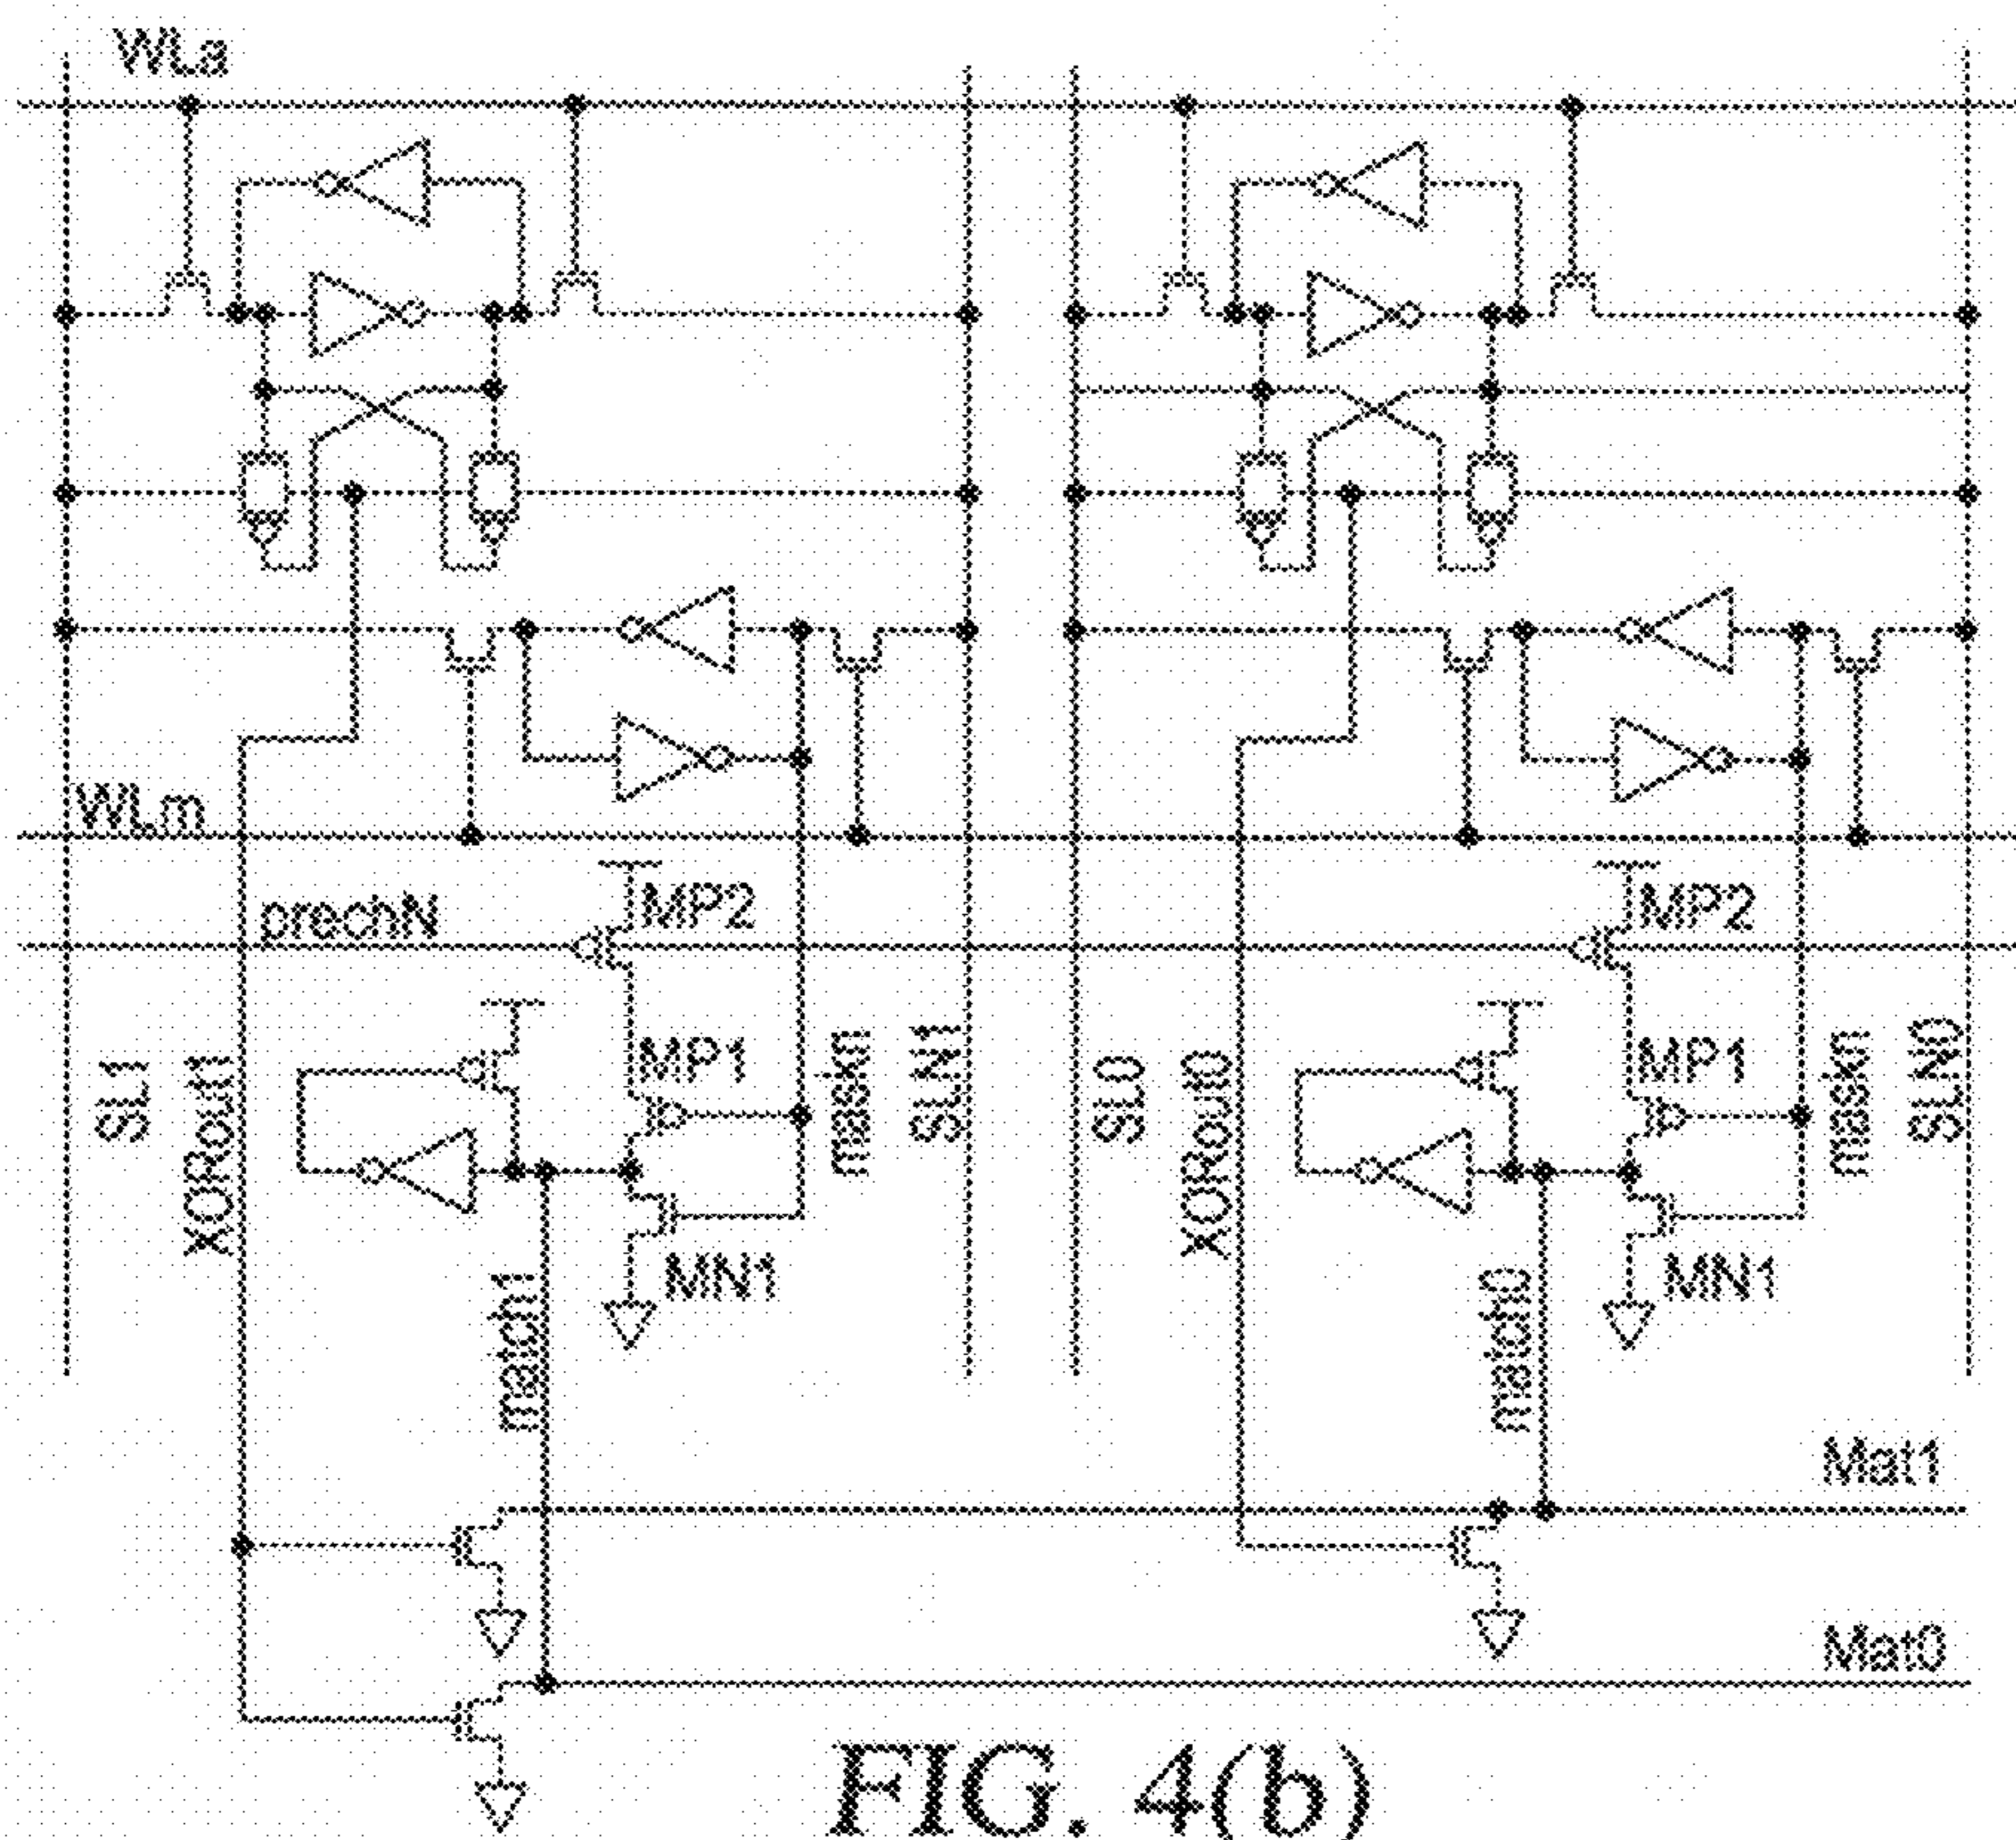 WLa
WLm
prechN
MP2
MP2
SL1
XORout1
MP1
maskn
SLN1
SL0
XORout0
MP1
maskn
SLN0
match1
MN1
match0
MN1
Mat1
Mat0
FIG. 4(b)